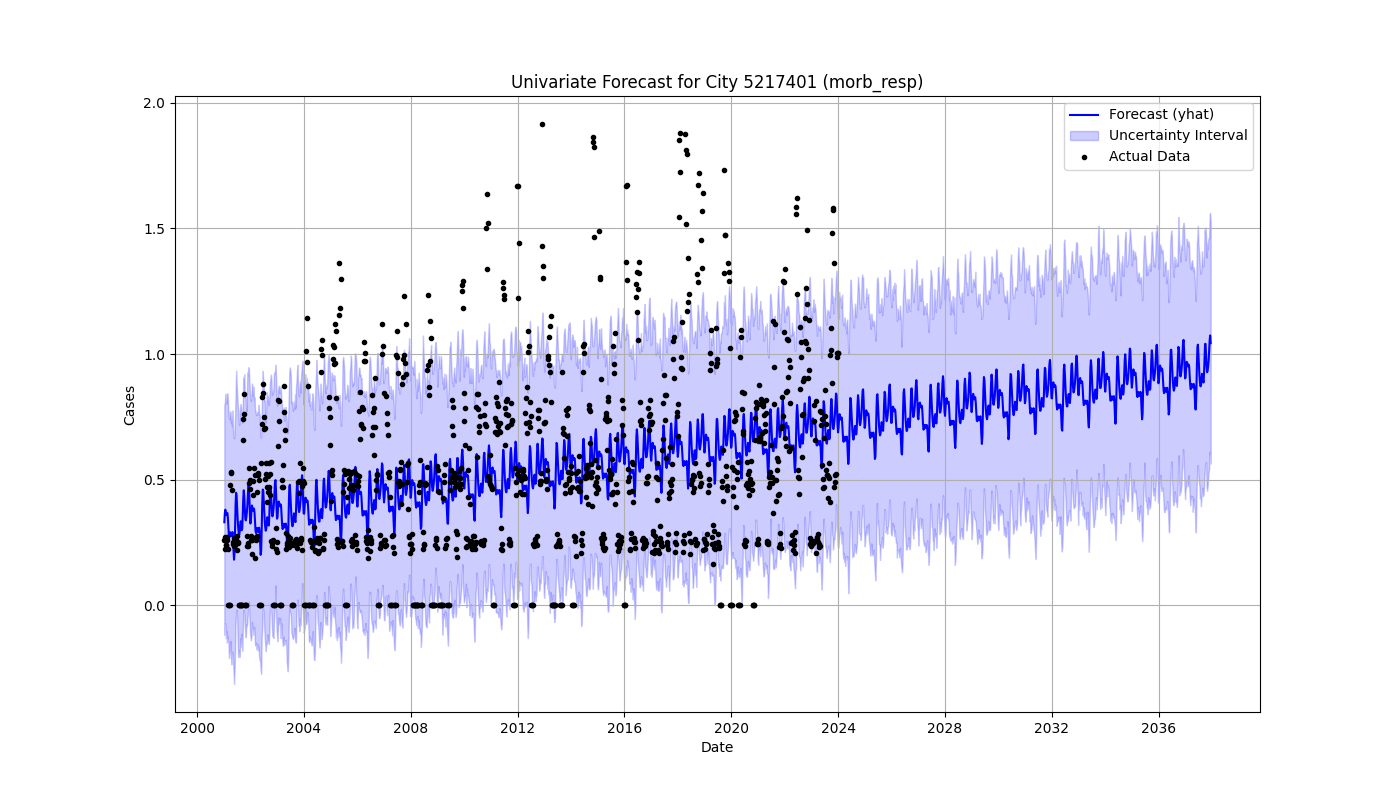 Univariate Forecast for City 5217401 (morb_resp)
Forecast (yhat)
Uncertainty Interval
Actual Data
2.0
1.5
1.0
0.5
0.0
Cases
2000 2004 2008 2012 2016 2020 2024 2028 2032 2036
Date